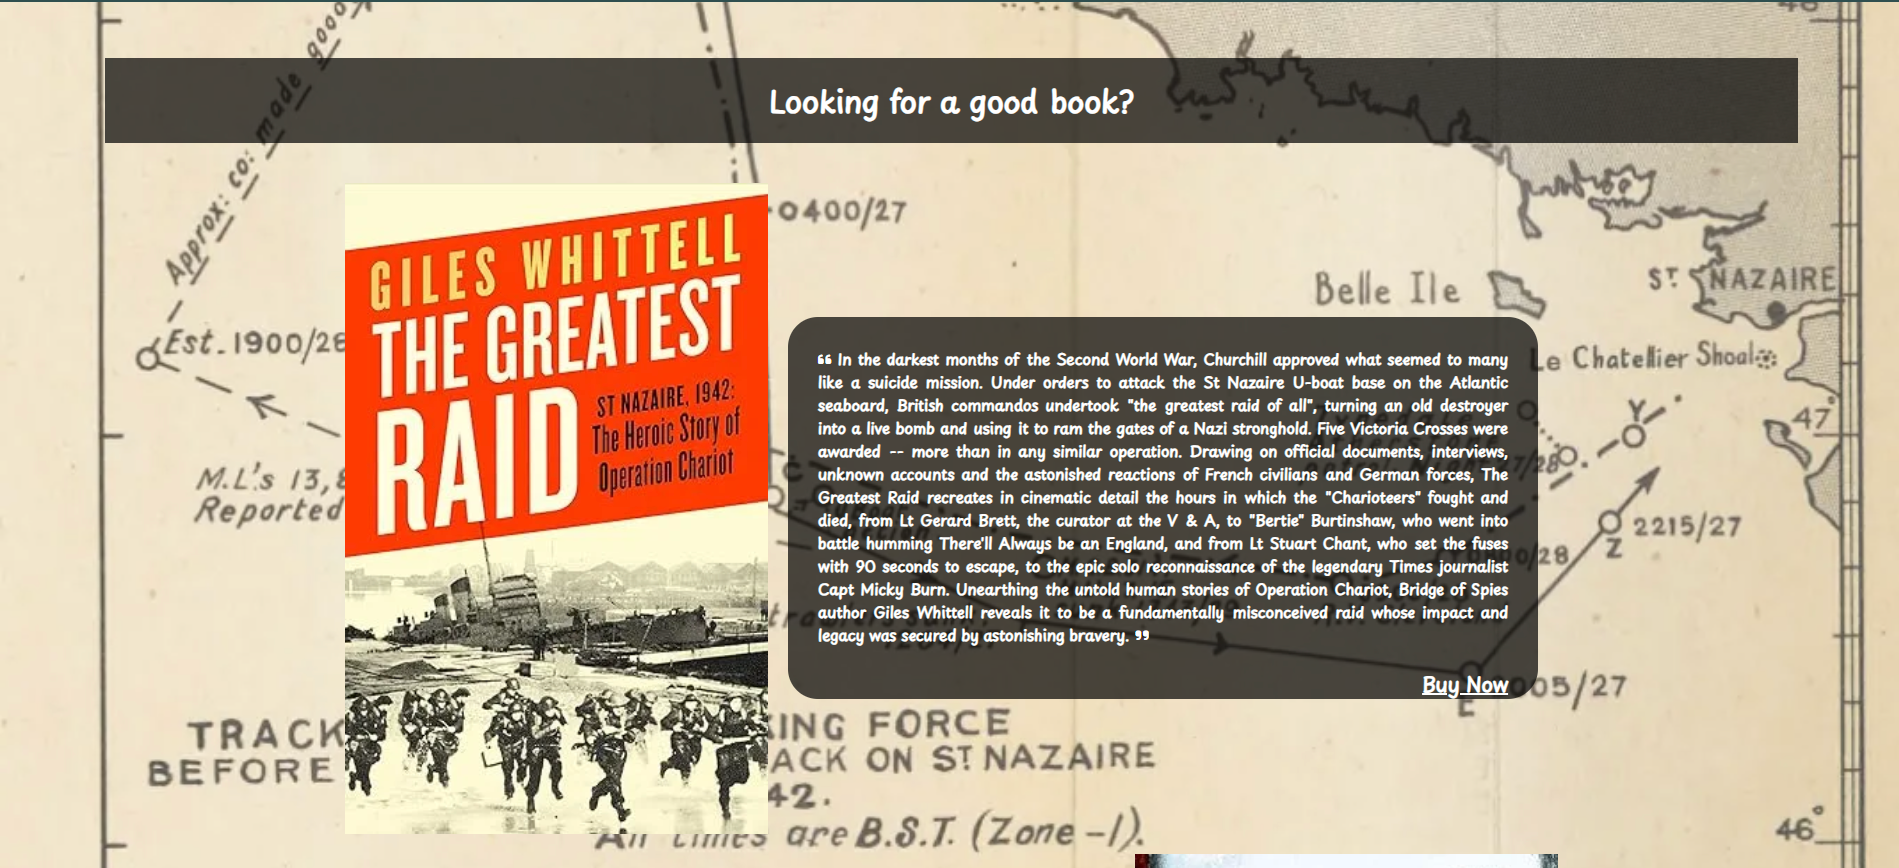 46
Approx: co: made good
Looking for a good book?
0400/27
GILES WHITTELL
THE GREATEST
RAID
ST NAZAIRE, 1942:
The Heroic Story of
Operation Chariot
Belle Ile
ST. NAZAIRE
Est. 1900/26
Le Chatellier Shoal
“ In the darkest months of the Second World War, Churchill approved what seemed to many
like a suicide mission. Under orders to attack the St Nazaire U-boat base on the Atlantic
seaboard, British commandos undertook "the greatest raid of all", turning an old destroyer
into a live bomb and using it to ram the gates of a Nazi stronghold. Five Victoria Crosses were
awarded -- more than in any similar operation. Drawing on official documents, interviews,
unknown accounts and the astonished reactions of French civilians and German forces, The
Greatest Raid recreates in cinematic detail the hours in which the "Charioteers" fought and
died, from Lt Gerard Brett, the curator at the V & A, to "Bertie" Burtinshaw, who went into
battle humming There'll Always be an England, and from Lt Stuart Chant, who set the fuses
with 90 seconds to escape, to the epic solo reconnaissance of the legendary Times journalist
Capt Micky Burn. Unearthing the untold human stories of Operation Chariot, Bridge of Spies
author Giles Whittell reveals it to be a fundamentally misconceived raid whose impact and
legacy was secured by astonishing bravery. ”
Buy Now
Y
47°
27/28
M.L's 13,
Reported
2215/27
Z
0/28
005/27
E
TRACK
KING FORCE
BEFORE
ACK ON ST NAZAIRE
42.
All times are B.S.T. (Zone -1).
46°